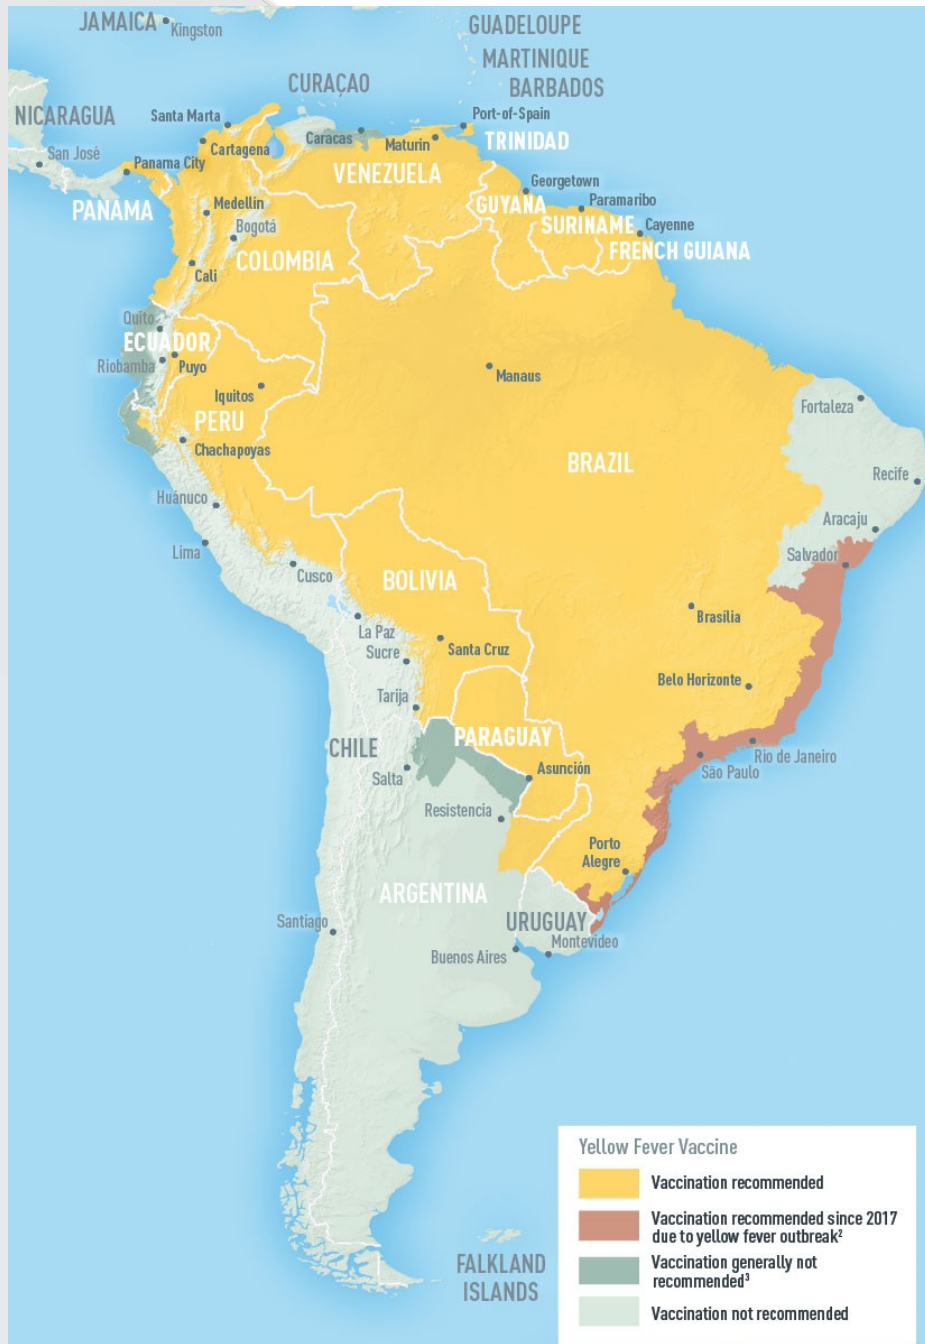 JAMAICA
Kingston
GUADELOUPE
MARTINIQUE
BARBADOS
CURAÇAO
NICARAGUA
San José
Santa Marta
Cartagena
Panama City
PANAMA
Caracas
Maturin
Port-of-Spain
TRINIDAD
VENEZUELA
Georgetown
GUYANA
Paramaribo
SURINAME
Cayenne
FRENCH GUIANA
Medellin
Bogotá
COLOMBIA
Cali
Quito
ECUADOR
Riobamba
Puyo
Iquitos
PERU
Chachapoyas
Manaus
BRAZIL
Fortaleza
Recife
Aracaju
Salvador
Huánuco
Lima
Cusco
BOLIVIA
La Paz
Sucre
Santa Cruz
Tarija
Brasília
Belo Horizonte
Rio de Janeiro
São Paulo
PARAGUAY
Asunción
CHILE
Salta
Resistencia
Porto
Alegre
ARGENTINA
URUGUAY
Santiago
Buenos Aires
Montevideo
FALKLAND
ISLANDS
Yellow Fever Vaccine
Vaccination recommended
Vaccination recommended since 2017
due to yellow fever outbreak²
Vaccination generally not
recommended³
Vaccination not recommended